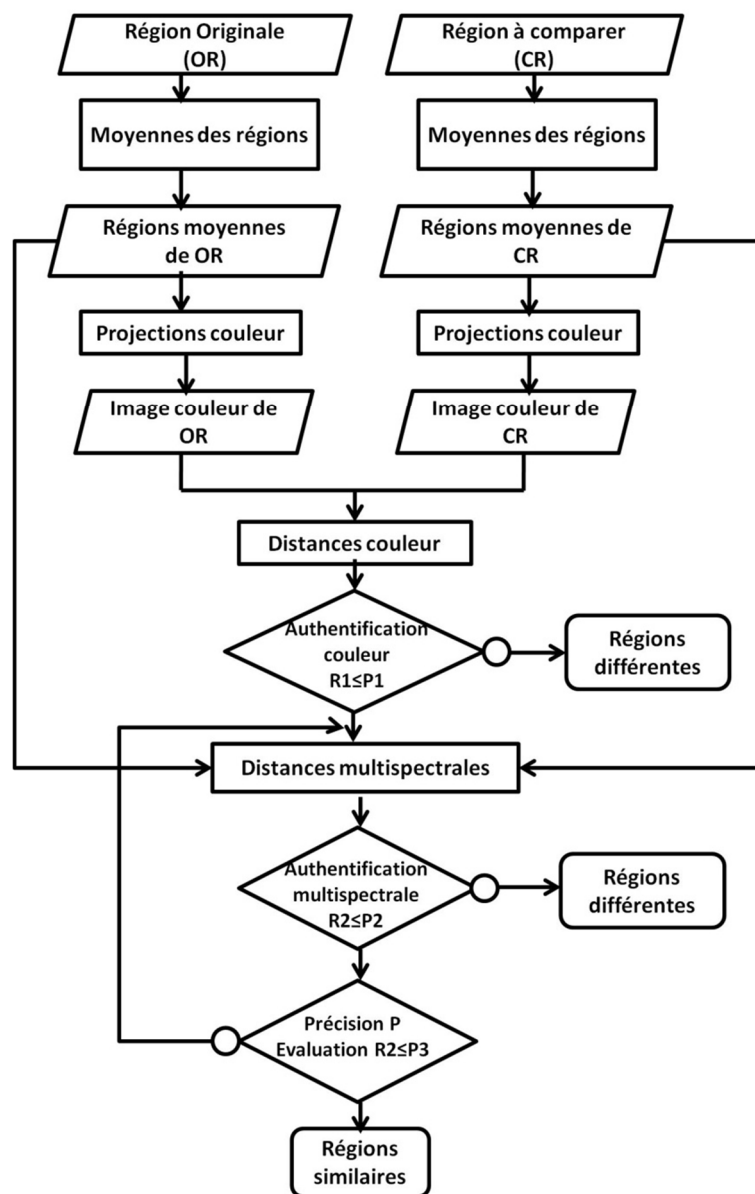 Région Originale
(OR)
Région à comparer
(CR)
Moyennes des régions
Moyennes des régions
Régions moyennes
de OR
Régions moyennes de
CR
Projections couleur
Projections couleur
Image couleur de
OR
Image couleur de
CR
Distances couleur
Authentification
couleur
R1≤P1
Régions
différentes
Distances multispectrales
Authentification
multispectrale
R2≤P2
Régions
différentes
Précision P
Evaluation R2≤P3
Régions
similaires